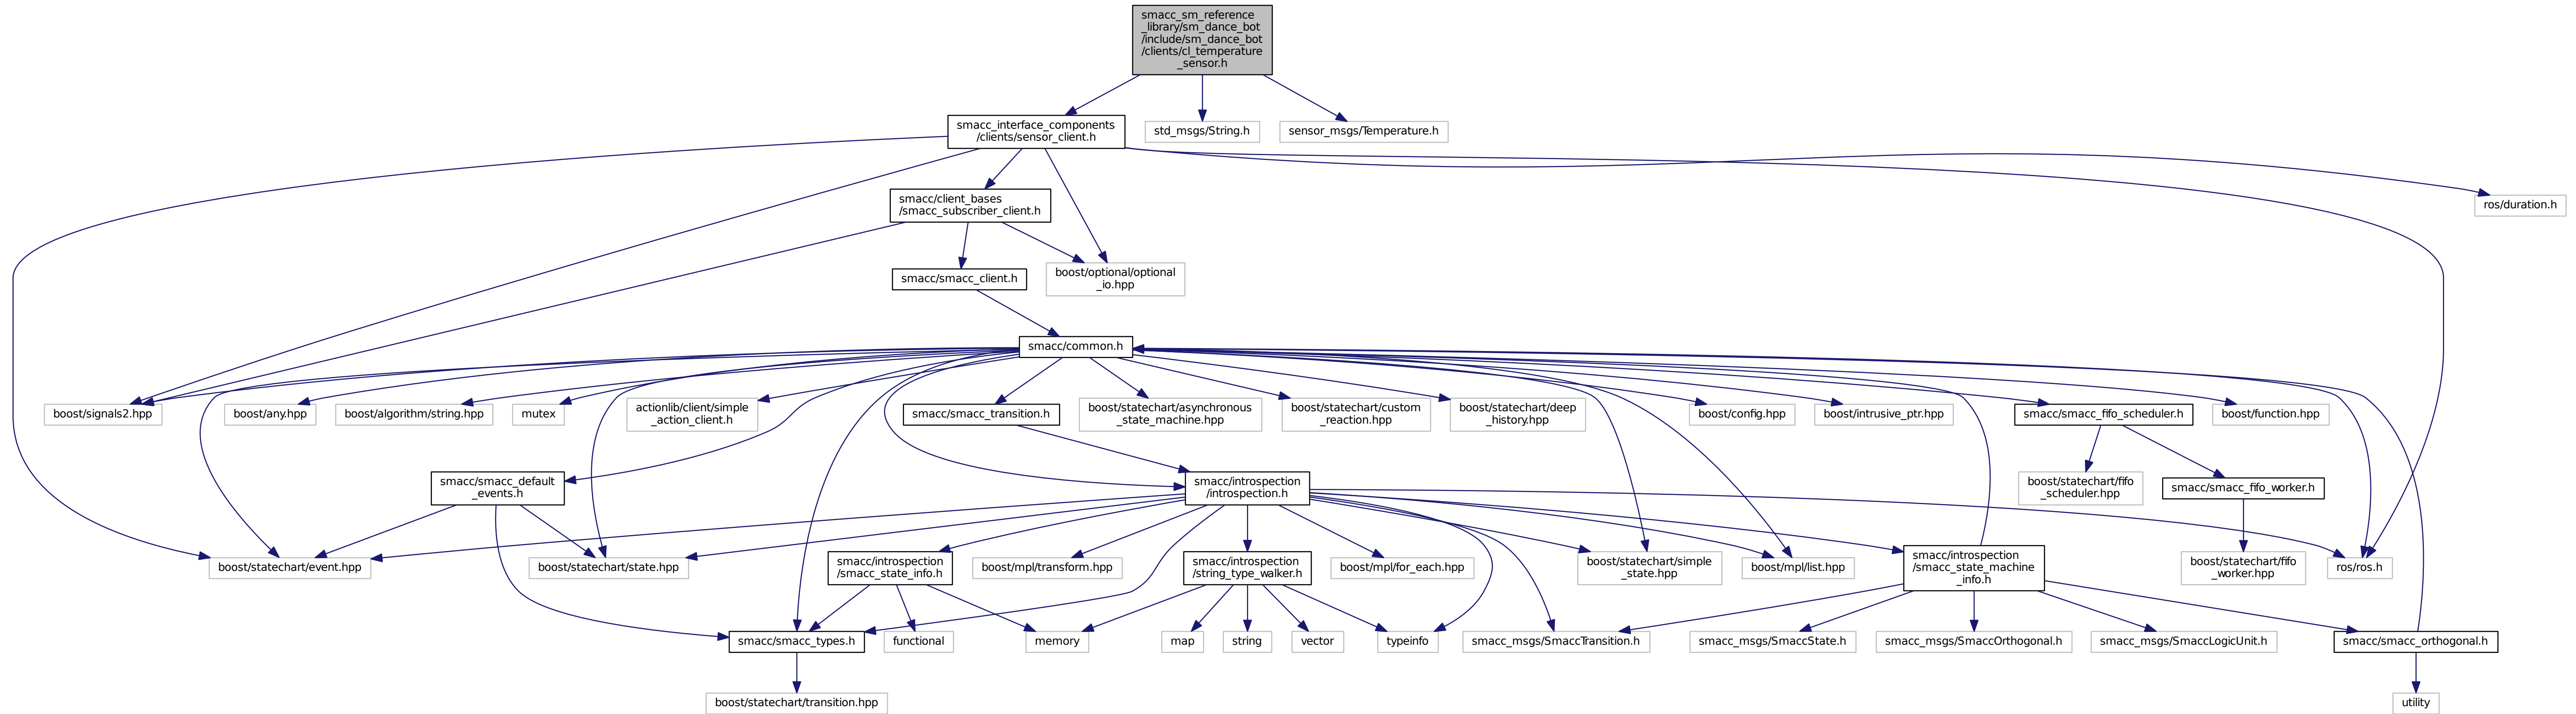 smacc_sm_reference
_library/sm_dance_bot
/include/sm_dance_bot
/clients/cl_temperature
_sensor.h
smacc_interface_components
/clients/sensor_client.h
std_msgs/String.h
sensor_msgs/Temperature.h
smacc/client_bases
/smacc_subscriber_client.h
ros/duration.h
smacc/smacc_client.h
boost/optional/optional
_io.hpp
smacc/common.h
boost/signals2.hpp
boost/any.hpp
boost/algorithm/string.hpp
mutex
actionlib/client/simple
_action_client.h
smacc/smacc_transition.h
boost/statechart/asynchronous
_state_machine.hpp
boost/statechart/custom
_reaction.hpp
boost/statechart/deep
_history.hpp
boost/config.hpp
boost/intrusive_ptr.hpp
smacc/smacc_fifo_scheduler.h
boost/function.hpp
smacc/smacc_default
_events.h
smacc/introspection
/introspection.h
boost/statechart/fifo
_scheduler.hpp
smacc/smacc_fifo_worker.h
boost/statechart/event.hpp
boost/statechart/state.hpp
smacc/introspection
/smacc_state_info.h
boost/mpl/transform.hpp
smacc/introspection
/string_type_walker.h
boost/mpl/for_each.hpp
boost/statechart/simple
_state.hpp
boost/mpl/list.hpp
smacc/introspection
/smacc_state_machine
_info.h
boost/statechart/fifo
_worker.hpp
ros/ros.h
smacc/smacc_types.h
functional
memory
map
string
vector
typeinfo
smacc_msgs/SmaccTransition.h
smacc_msgs/SmaccState.h
smacc_msgs/SmaccOrthogonal.h
smacc_msgs/SmaccLogicUnit.h
smacc/smacc_orthogonal.h
boost/statechart/transition.hpp
utility